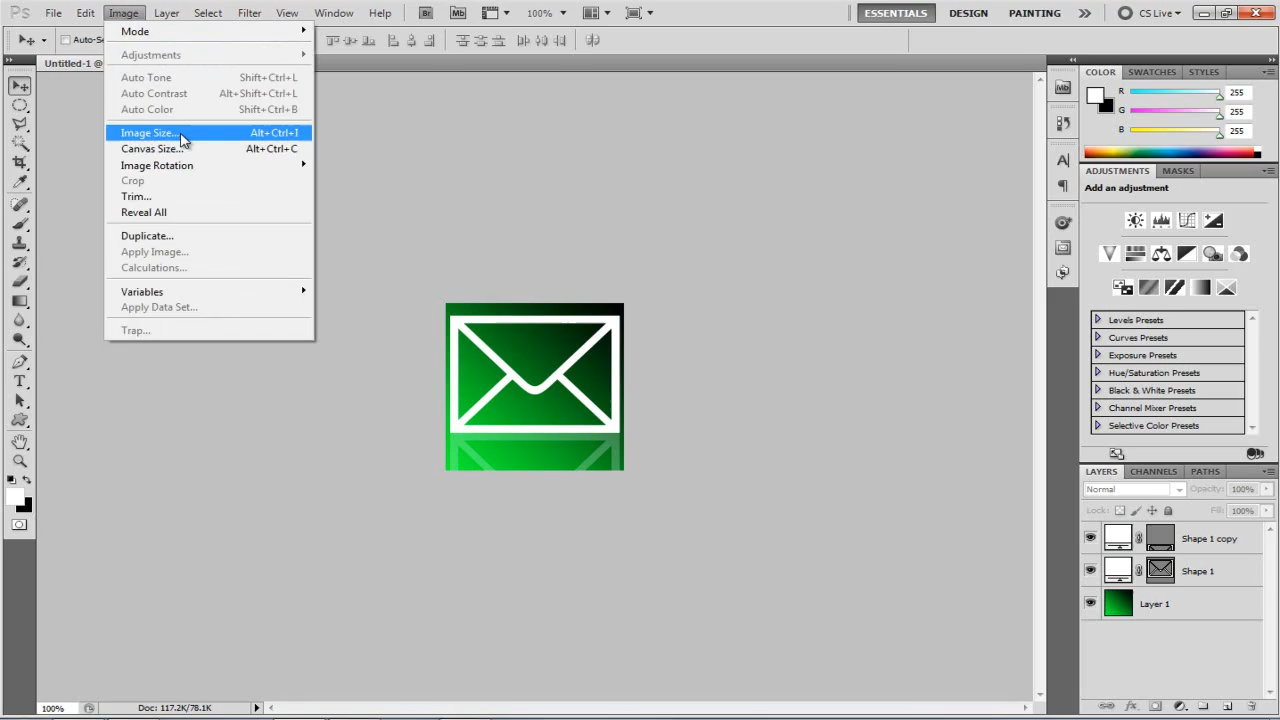 Ps File Edit Image Layer Select Filter View Window Help Br Mb 100% ESSENTIALS DESIGN PAINTING CS Live
Auto-Se
Untitled-1 @
Mode
Adjustments
Auto Tone Shift+Ctrl+L
Auto Contrast Alt+Shift+Ctrl+L
Auto Color Shift+Ctrl+B
Image Size... Alt+Ctrl+I
Canvas Size... Alt+Ctrl+C
Image Rotation
Crop
Trim...
Reveal All
Duplicate...
Apply Image...
Calculations...
Variables
Apply Data Set...
Trap...
T
100% Doc: 117.2K/78.1K
Mb
A
COLOR SWATCHES STYLES
R 255
G 255
B 255
ADJUSTMENTS MASKS
Add an adjustment
Levels Presets
Curves Presets
Exposure Presets
Hue/Saturation Presets
Black & White Presets
Channel Mixer Presets
Selective Color Presets
LAYERS CHANNELS PATHS
Normal Opacity: 100%
Lock: Fill: 100%
Shape 1 copy
Shape 1
Layer 1
fx